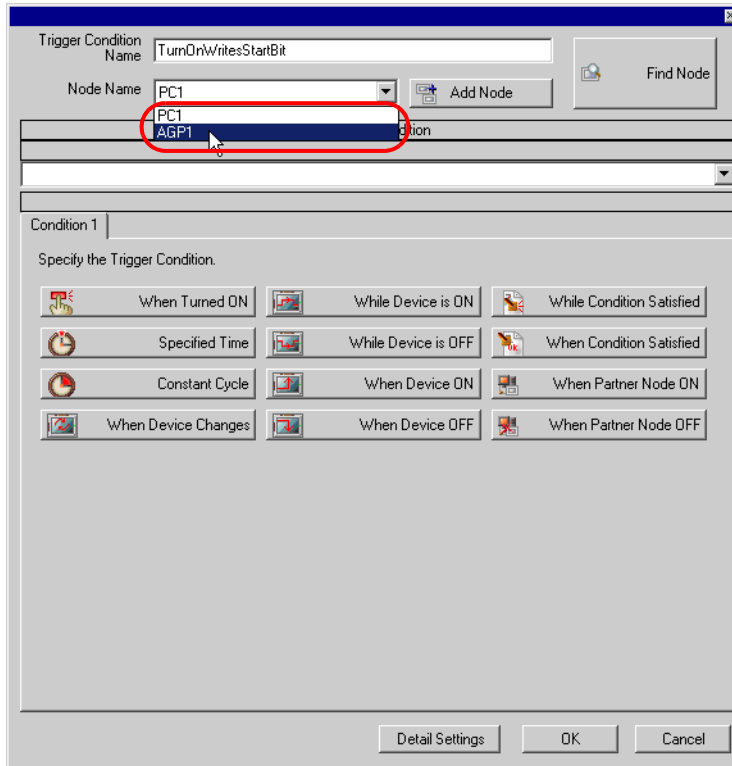 Trigger Condition
Name
TurnOnWritesStartBit
Find Node
Node Name
PC1
Add Node
PC1
AGP1
dition
Condition 1
Specify the Trigger Condition.
When Turned ON
While Device is ON
While Condition Satisfied
Specified Time
While Device is OFF
When Condition Satisfied
Constant Cycle
When Device ON
When Partner Node ON
When Device Changes
When Device OFF
When Partner Node OFF
Detail Settings
OK
Cancel